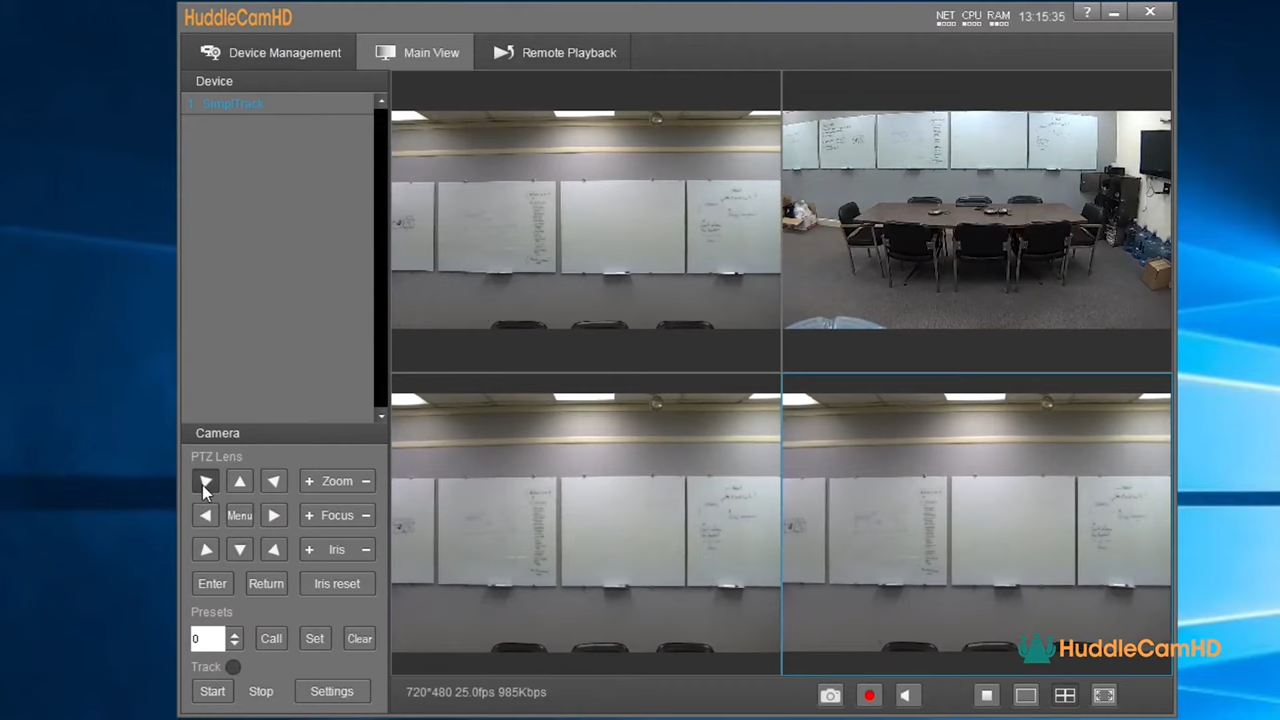 HuddleCamHD
NET CPU RAM 13:15:35 ?
Device Management
Main View
Remote Playback
Device
1 SimplTrack
Camera
PTZ Lens
+ Zoom −
Menu
+ Focus −
+ Iris −
Enter
Return
Iris reset
Presets
0
Call
Set
Clear
Track
Start
Stop
Settings
720*480 25.0fps 985Kbps
HuddleCamHD